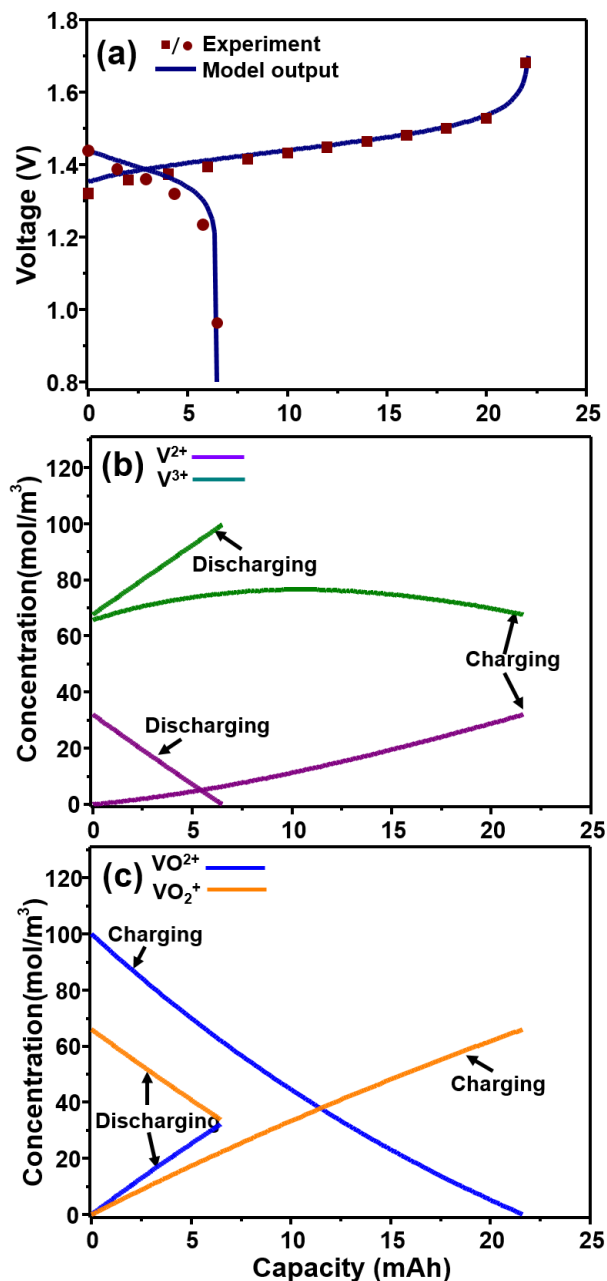 (a)
■/● Experiment
Model output
Voltage (V)
1.8
1.6
1.4
1.2
1.0
0.8
0 5 10 15 20 25
(b)
V²⁺
V³⁺
Concentration(mol/m³)
120
100
80
60
40
20
0
Discharging
Charging
Discharging
0 5 10 15 20 25
(c)
VO²⁺
VO₂⁺
Concentration(mol/m³)
120
100
80
60
40
20
0
Charging
Discharging
Charging
0 5 10 15 20 25
Capacity (mAh)